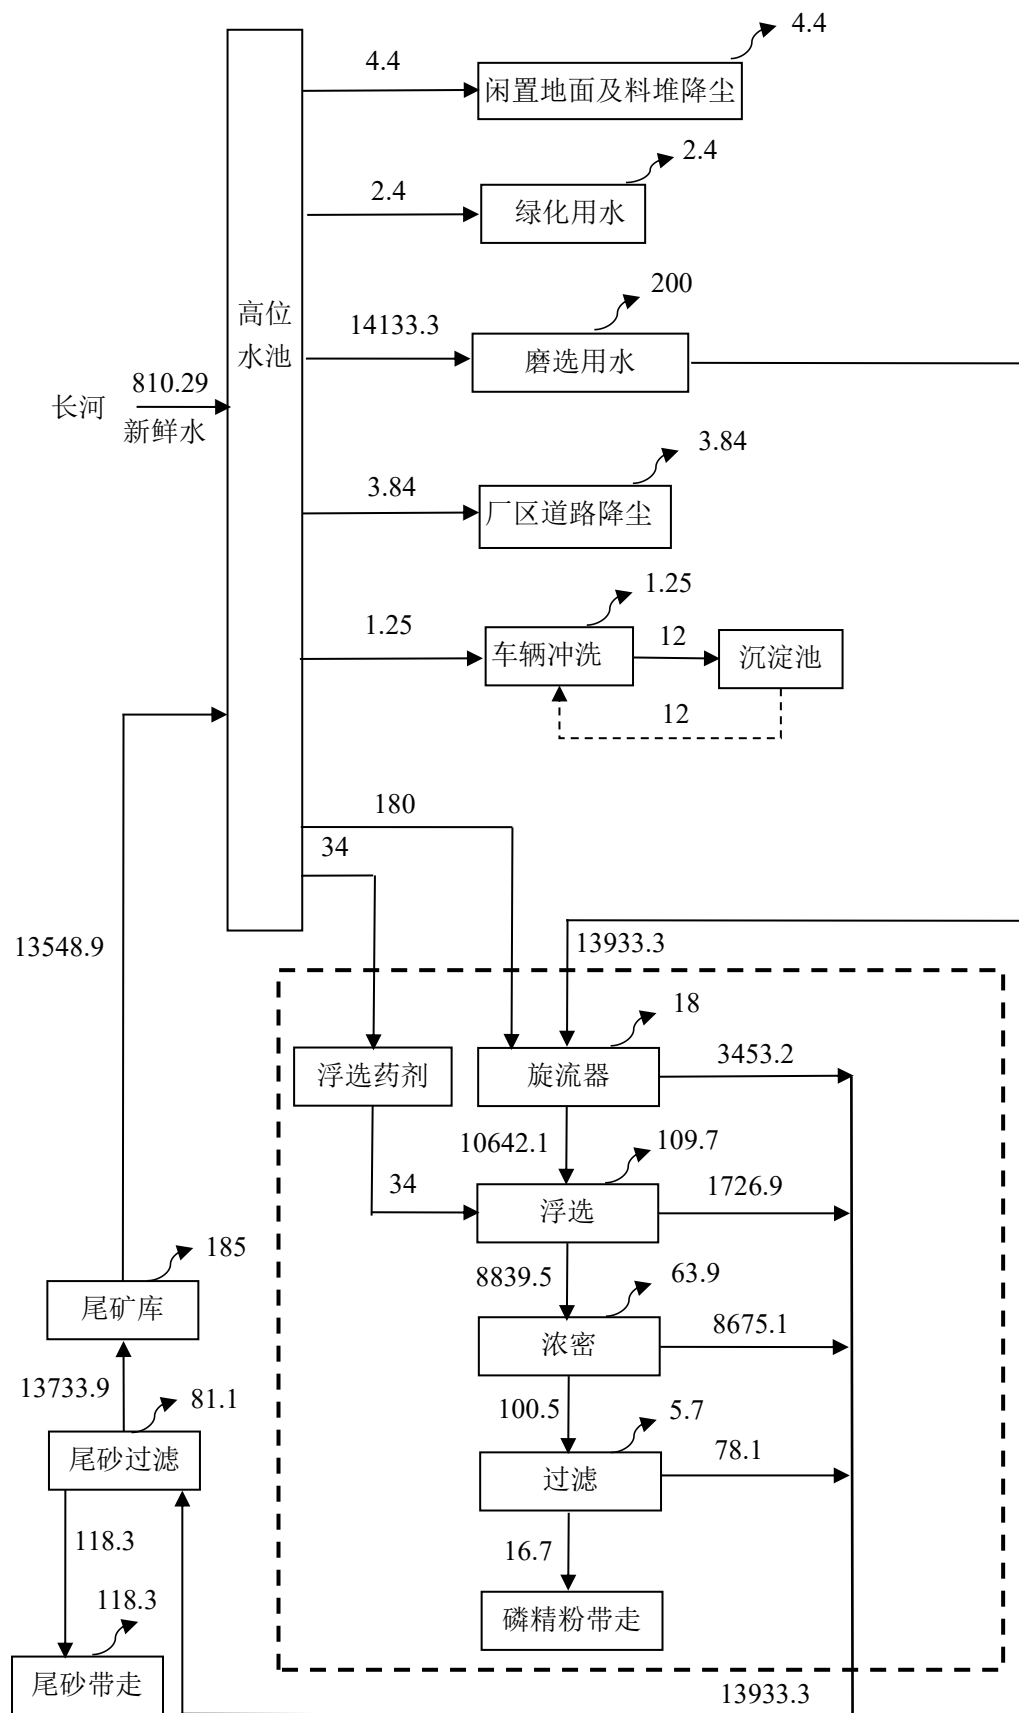 4.4
4.4
闲置地面及料堆降尘
2.4
2.4
绿化用水
200
高位
水池
14133.3
磨选用水
810.29
长河
新鲜水
3.84
3.84
厂区道路降尘
1.25
1.25
车辆冲洗
12
沉淀池
12
180
34
13548.9
13933.3
18
浮选药剂
旋流器
3453.2
10642.1
109.7
34
浮选
1726.9
185
8839.5
63.9
尾矿库
浓密
8675.1
13733.9
81.1
100.5
5.7
尾砂过滤
过滤
78.1
118.3
16.7
118.3
磷精粉带走
尾砂带走
13933.3